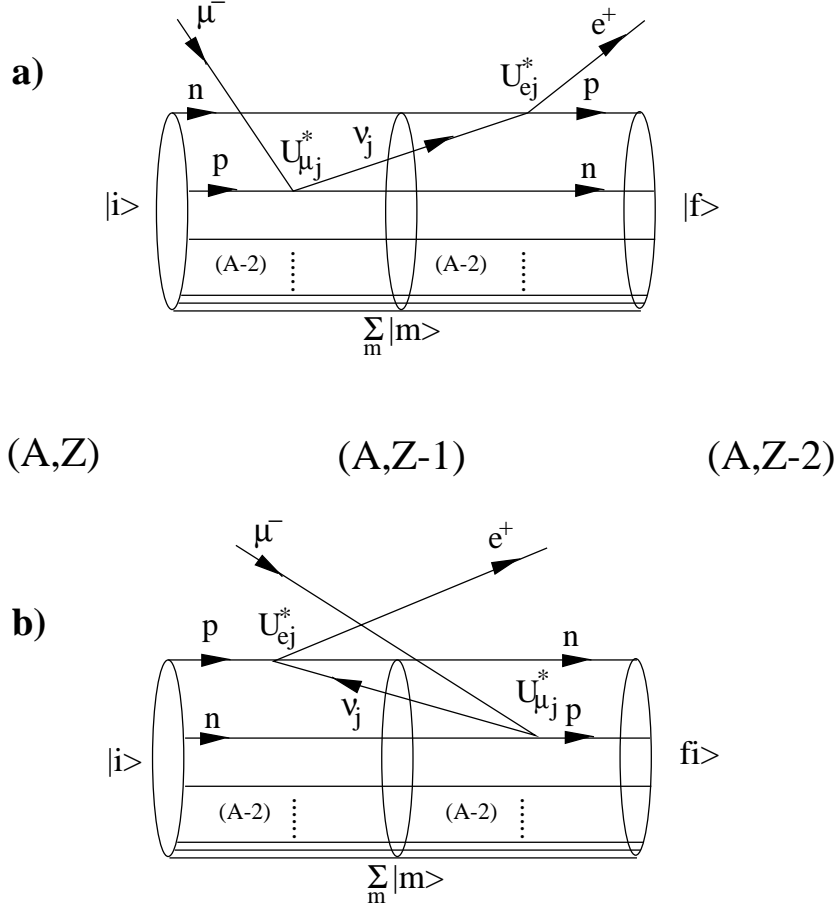 μ⁻ e⁺
a) U*ej
n p
U*μj νj
p n
|i> |f>
(A-2) (A-2)
Σm |m>
(A,Z) (A,Z-1) (A,Z-2)
μ⁻ e⁺
b) p U*ej n
νj U*μj p
n
|i> fi>
(A-2) (A-2)
Σm |m>